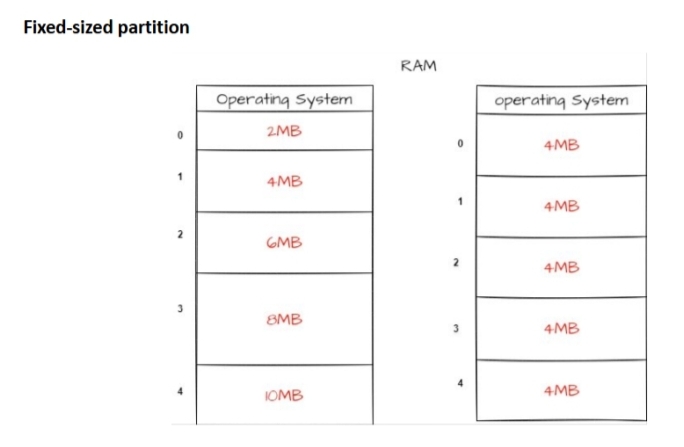 Fixed-sized partition
RAM
Operating System
0 2MB
1 4MB
2 6MB
3 8MB
4 10MB
operating System
0 4MB
1 4MB
2 4MB
3 4MB
4 4MB